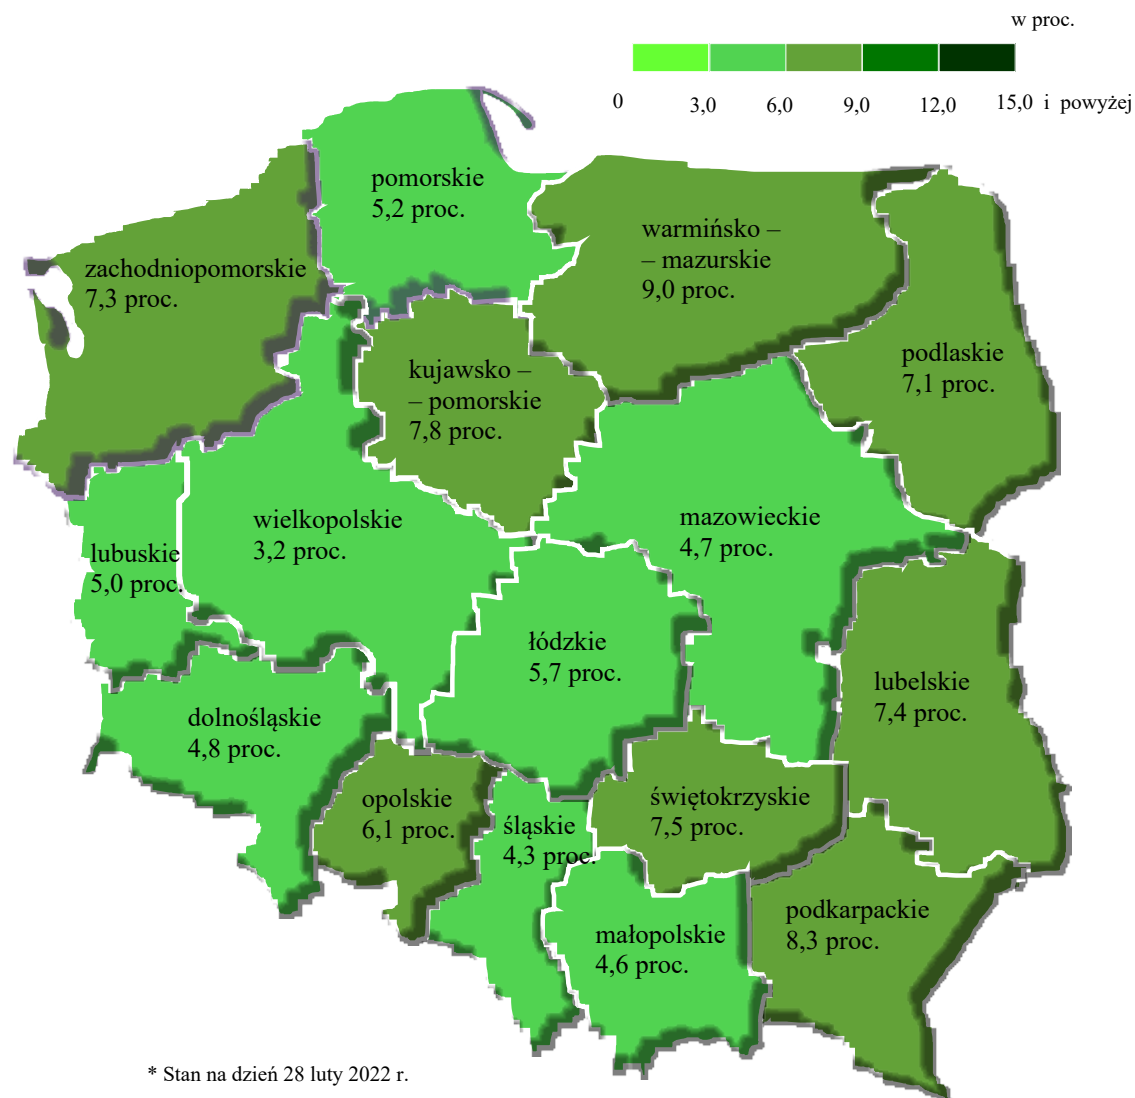 w proc.
0 3,0 6,0 9,0 12,0 15,0 i powyżej
pomorskie
5,2 proc.
warmińsko –
– mazurskie
9,0 proc.
zachodniopomorskie
7,3 proc.
podlaskie
7,1 proc.
kujawsko –
– pomorskie
7,8 proc.
wielkopolskie
3,2 proc.
mazowieckie
4,7 proc.
lubuskie
5,0 proc.
łódzkie
5,7 proc.
lubelskie
7,4 proc.
dolnośląskie
4,8 proc.
opolskie
6,1 proc.
świętokrzyskie
7,5 proc.
śląskie
4,3 proc.
podkarpackie
8,3 proc.
małopolskie
4,6 proc.
* Stan na dzień 28 luty 2022 r.